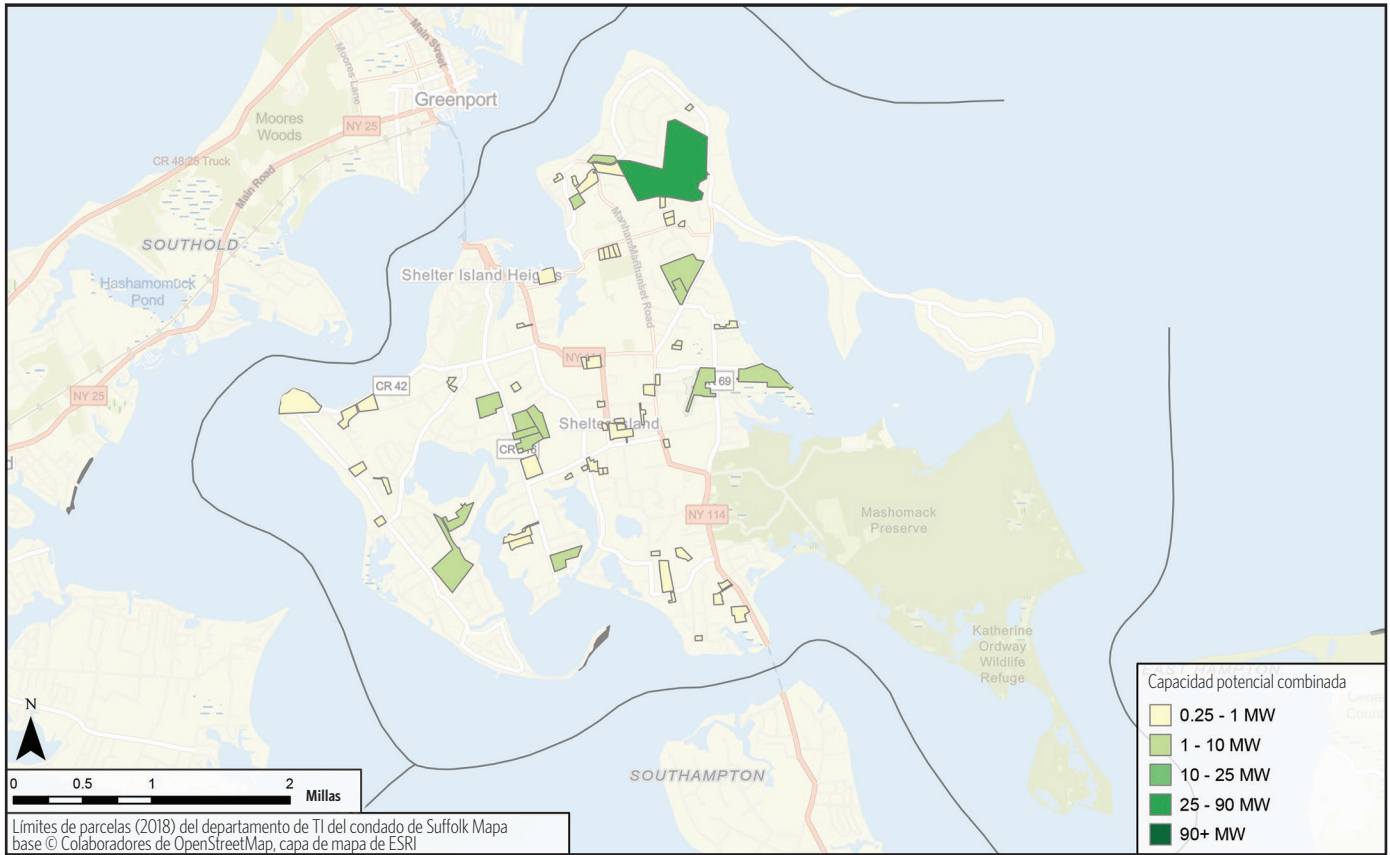 Main Street
Moores Lane
Greenport
Moores
Woods
NY 25
CR 48;25 Truck
Main Road
SOUTHOLD
Hashamomuck
Pond
Shelter Island Heights
Manhanset Road
NY 25
CR 42
NY 114
69
Shelter Island
NY 114
Mashomack
Preserve
Katherine
Ordway
Wildlife
Refuge
EAST HAMPTON
SOUTHAMPTON
N
0 0.5 1 2
Millas
Límites de parcelas (2018) del departamento de TI del condado de Suffolk Mapa
base © Colaboradores de OpenStreetMap, capa de mapa de ESRI
Capacidad potencial combinada
0.25 - 1 MW
1 - 10 MW
10 - 25 MW
25 - 90 MW
90+ MW